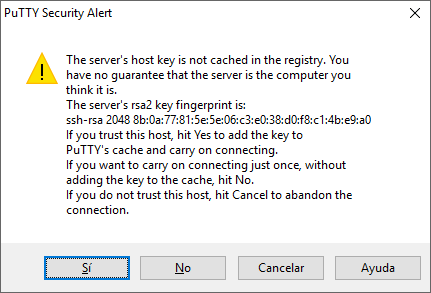 PuTTY Security Alert
The server's host key is not cached in the registry. You
have no guarantee that the server is the computer you
think it is.
The server's rsa2 key fingerprint is:
ssh-rsa 2048 8b:0a:77:81:5e:5e:06:c3:e0:38:d0:f8:c1:4b:e9:a0
If you trust this host, hit Yes to add the key to
PuTTY's cache and carry on connecting.
If you want to carry on connecting just once, without
adding the key to the cache, hit No.
If you do not trust this host, hit Cancel to abandon the
connection.
Sí No Cancelar Ayuda